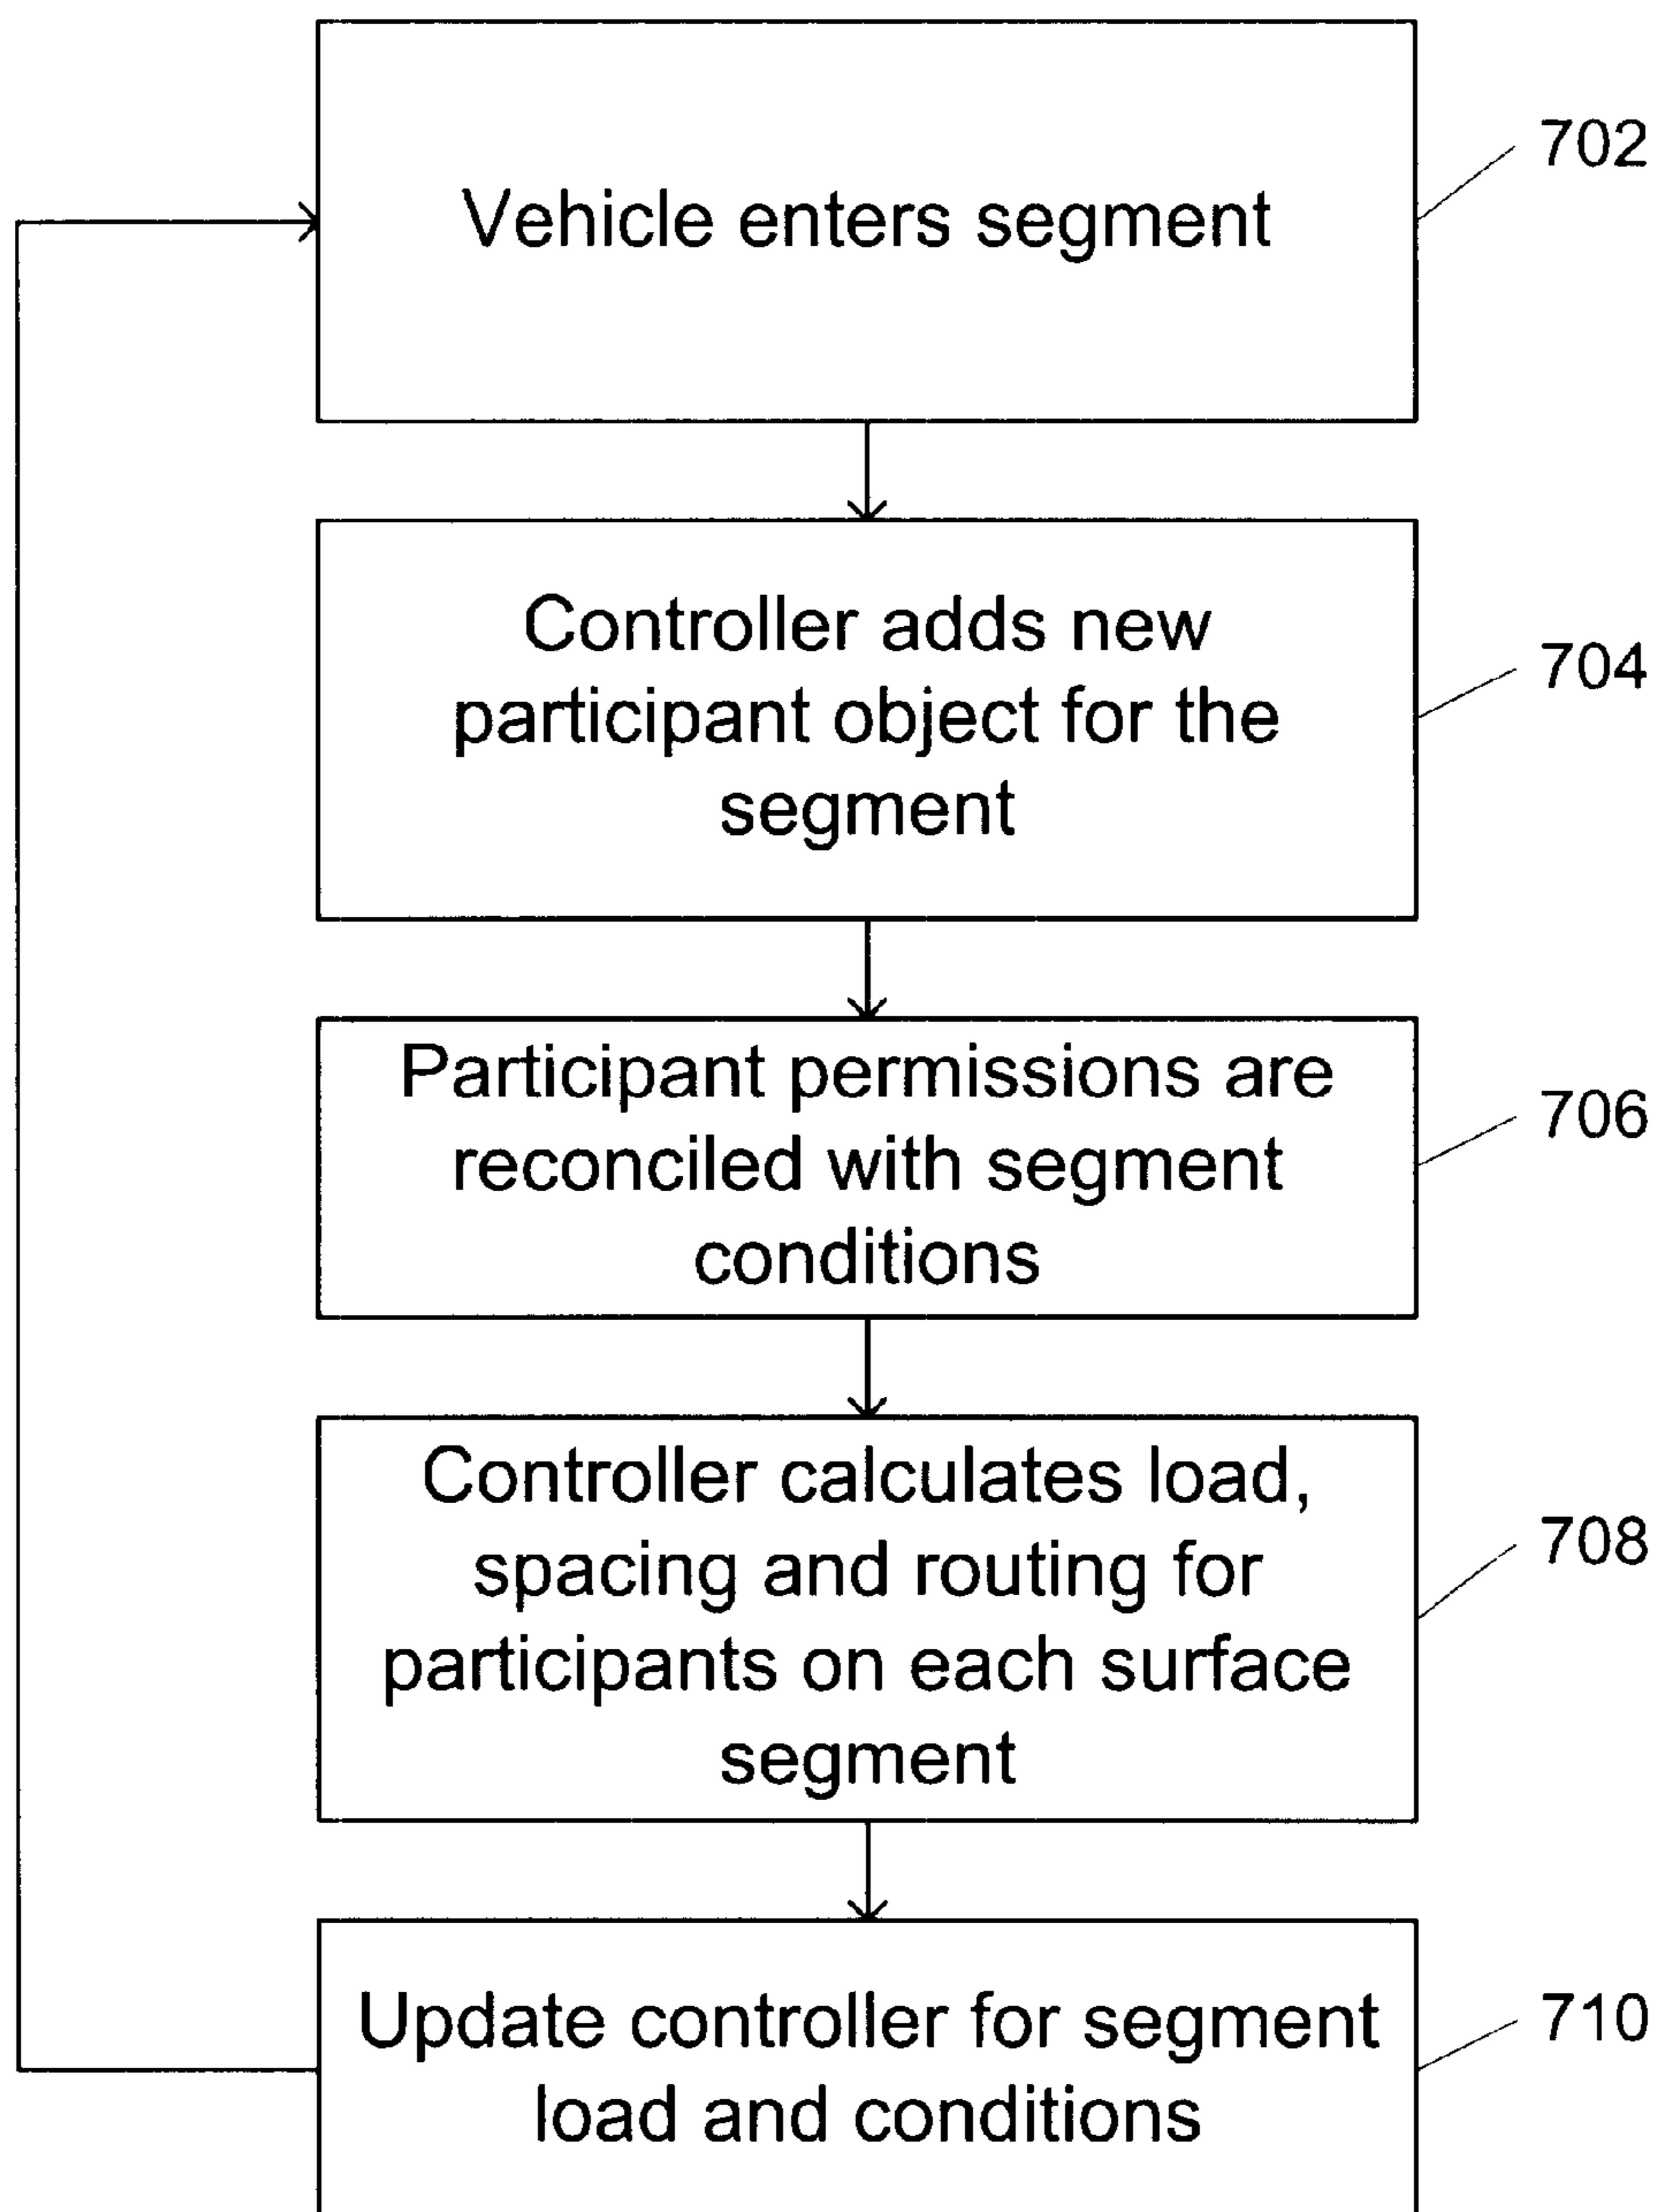 Vehicle enters segment
702
Controller adds new
participant object for the
segment
704
Participant permissions are
reconciled with segment
conditions
706
Controller calculates load,
spacing and routing for
participants on each surface
segment
708
Update controller for segment
load and conditions
710